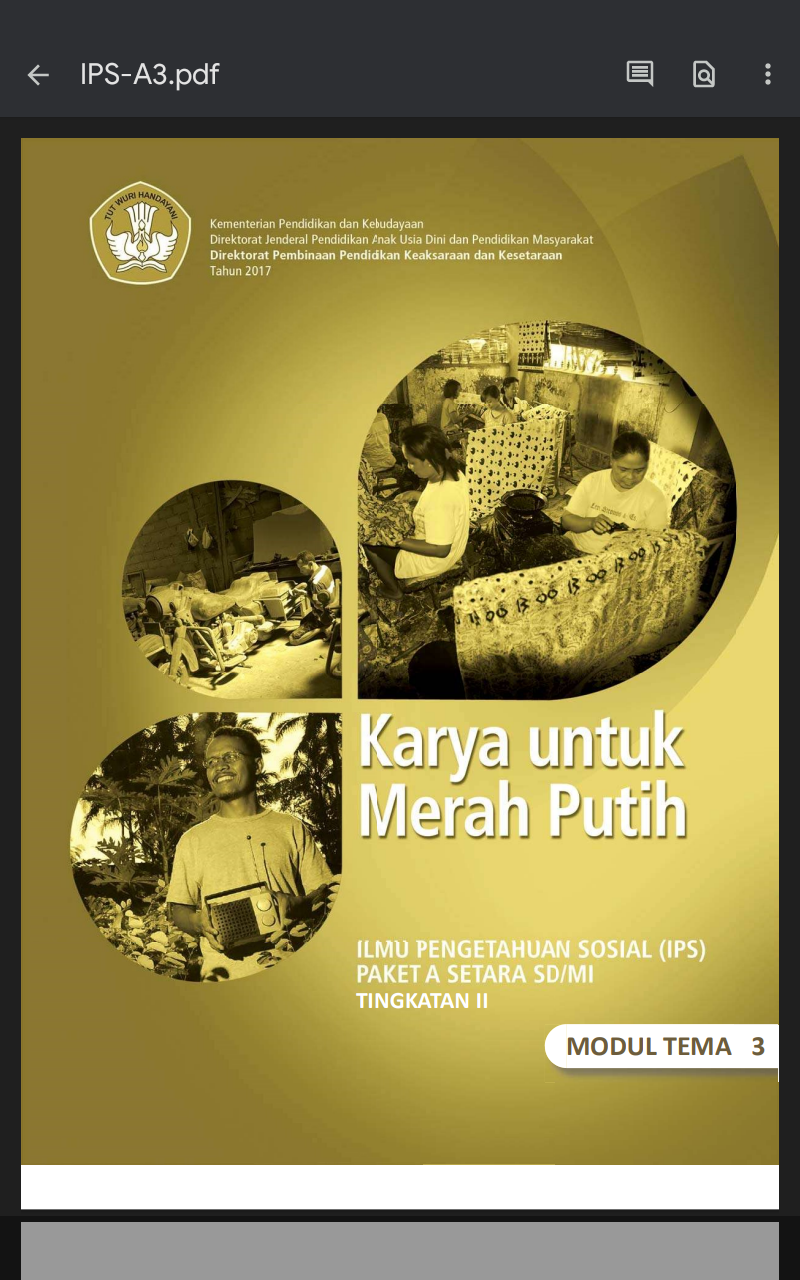 IPS-A3.pdf
TUT WURI HANDAYANI
Kementerian Pendidikan dan Kebudayaan
Direktorat Jenderal Pendidikan Anak Usia Dini dan Pendidikan Masyarakat
Direktorat Pembinaan Pendidikan Keaksaraan dan Kesetaraan
Tahun 2017
Karya untuk
Merah Putih
ILMU PENGETAHUAN SOSIAL (IPS)
PAKET A SETARA SD/MI
TINGKATAN II
MODUL TEMA 3